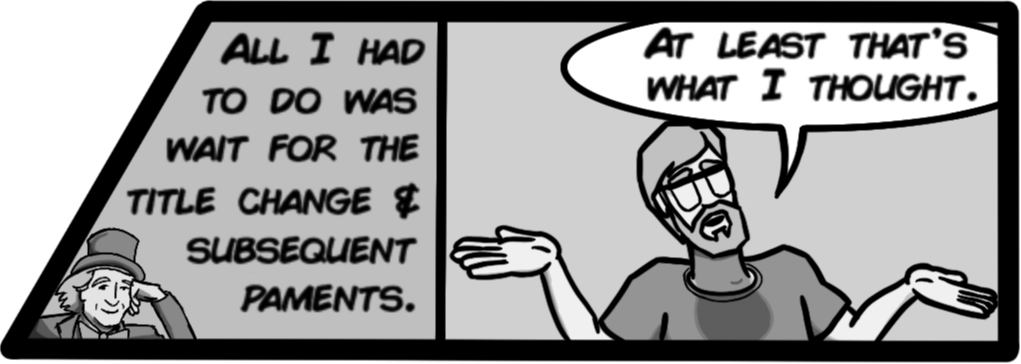 ALL I HAD
TO DO WAS
WAIT FOR THE
TITLE CHANGE &
SUBSEQUENT
PAMENTS.
AT LEAST THAT'S
WHAT I THOUGHT.